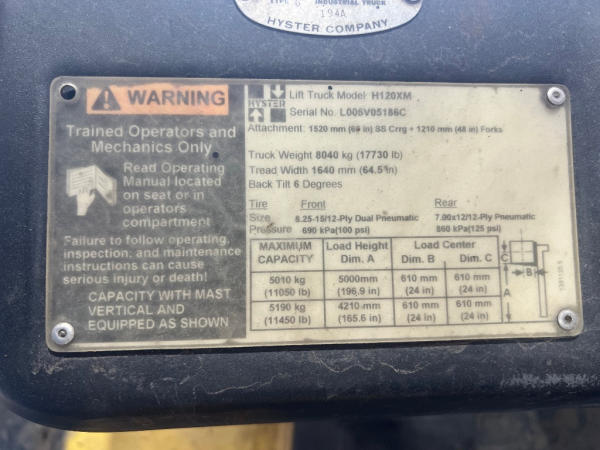 TYPE G INDUSTRIAL TRUCK
194A
HYSTER COMPANY
WARNING
Trained Operators and
Mechanics Only
Read Operating
Manual located
on seat or in
operators
compartment
Failure to follow operating,
inspection, and maintenance
instructions can cause
serious injury or death!
CAPACITY WITH MAST
VERTICAL AND
EQUIPPED AS SHOWN
HYSTER
Lift Truck Model: H120XM
Serial No. L005V05186C
Attachment: 1520 mm (60 in) SS Crrg + 1210 mm (48 in) Forks
Truck Weight 8040 kg (17730 lb)
Tread Width 1640 mm (64.5 in)
Back Tilt 6 Degrees
Tire Front Rear
Size 8.25-15/12-Ply Dual Pneumatic 7.00x12/12-Ply Pneumatic
Pressure 690 kPa(100 psi) 860 kPa(125 psi)
MAXIMUM CAPACITY Load Height Dim. A Load Center Dim. B Dim. C
5010 kg 5000mm 610 mm 610 mm
(11050 lb) (196.9 in) (24 in) (24 in)
5190 kg 4210mm 610 mm 610 mm
(11450 lb) (165.6 in) (24 in) (24 in)
C
B
A